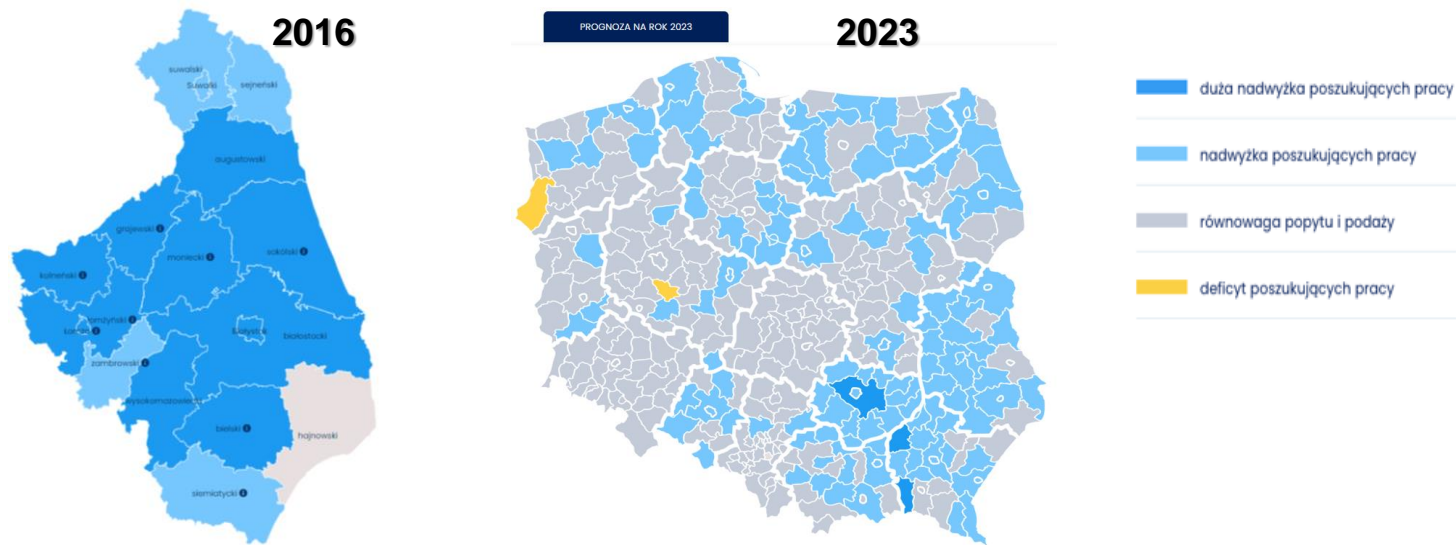 2016
suwalski
Suwałki
sejneński
augustowski
grajewski
moniecki
sokólski
kolneński
łomżyński
Białystok
białostocki
zambrowski
wysokomazowiecki
bielski
hajnowski
siemiatycki
PROGNOZA NA ROK 2023
2023
duża nadwyżka poszukujących pracy
nadwyżka poszukujących pracy
równowaga popytu i podaży
deficyt poszukujących pracy